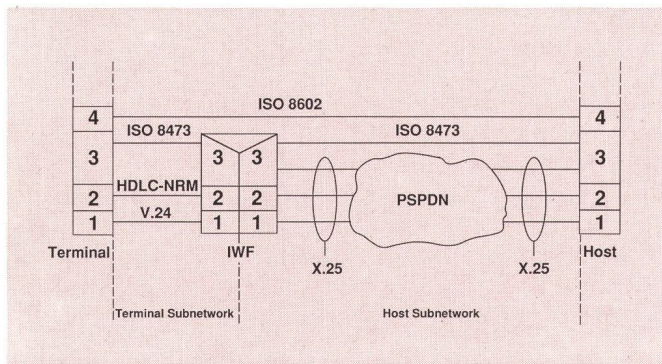 ISO 8602
4 4
ISO 8473 ISO 8473
3 3 3 3
HDLC-NRM
2 2 2 PSPDN 2
V.24
1 1 1 1
Terminal IWF Host
X.25 X.25
Terminal Subnetwork Host Subnetwork